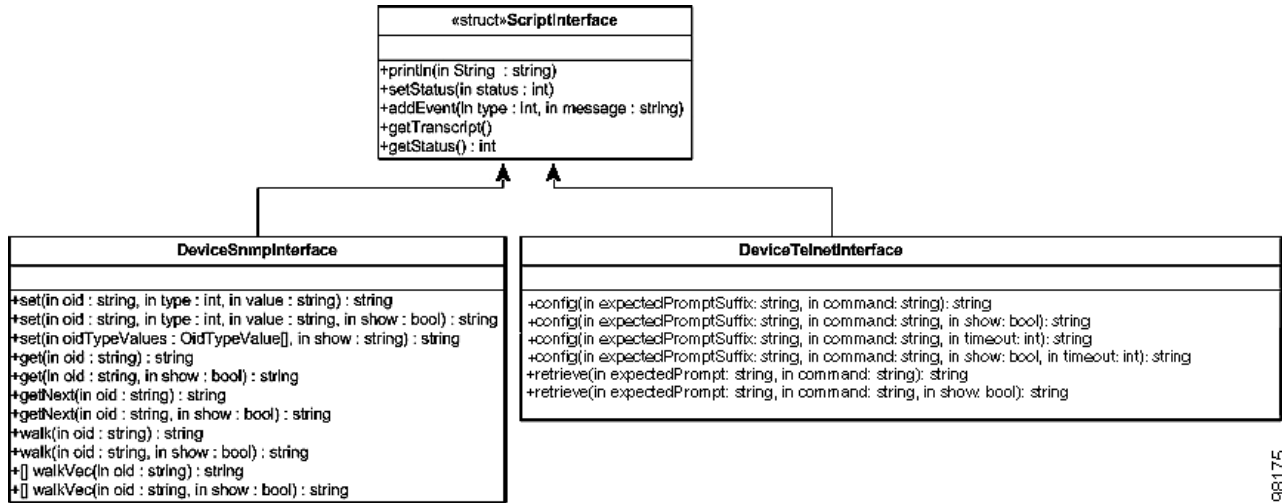 «struct»ScriptInterface
+println(in String : string)
+setStatus(in status : int)
+addEvent(in type : int, in message : string)
+getTranscript()
+getStatus() : int
DeviceSnmpInterface
+set(in oid : string, in type : int, in value : string) : string
+set(in oid : string, in type : int, in value : string, in show : bool) : string
+set(in oidTypeValues : OidTypeValue[], in show : string) : string
+get(in oid : string) : string
+get(in oid : string, in show : bool) : string
+getNext(in oid : string) : string
+getNext(in oid : string, in show : bool) : string
+walk(in oid : string) : string
+walk(in oid : string, in show : bool) : string
+[] walkVec(in oid : string) : string
+[] walkVec(in oid : string, in show : bool) : string
DeviceTelnetInterface
+config(in expectedPromptSuffix: string, in command: string): string
+config(in expectedPromptSuffix: string, in command: string, in show: bool): string
+config(in expectedPromptSuffix: string, in command: string, in timeout: int): string
+config(in expectedPromptSuffix: string, in command: string, in show: bool, in timeout: int): string
+retrieve(in expectedPrompt: string, in command: string): string
+retrieve(in expectedPrompt: string, in command: string, in show: bool): string
98175